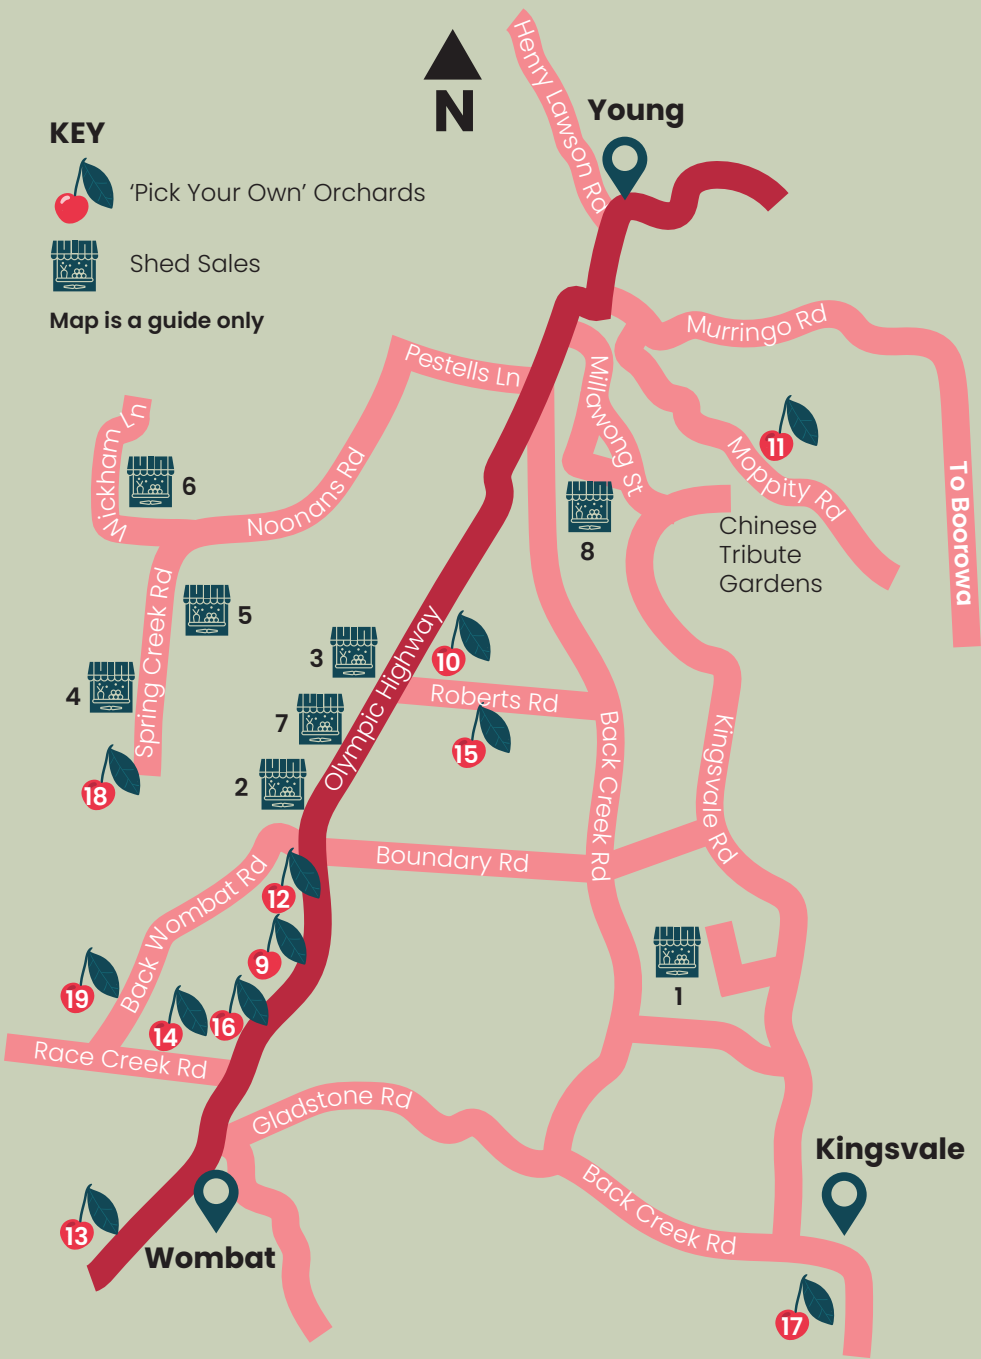 N
Henry Lawson Rd
Young
KEY
'Pick Your Own' Orchards
Shed Sales
Map is a guide only
Murringo Rd
Pestells Ln
Millawong St
Wickham Ln
11
Moppity Rd
To Boorowa
6
Noonans Rd
8
Chinese
Tribute
Gardens
5
Spring Creek Rd
3
10
Olympic Highway
4
Roberts Rd
7
15
Back Creek Rd
Kingsvale Rd
18
2
Boundary Rd
12
Back Wombat Rd
9
19
14
16
1
Race Creek Rd
Gladstone Rd
Kingsvale
Back Creek Rd
13
Wombat
17